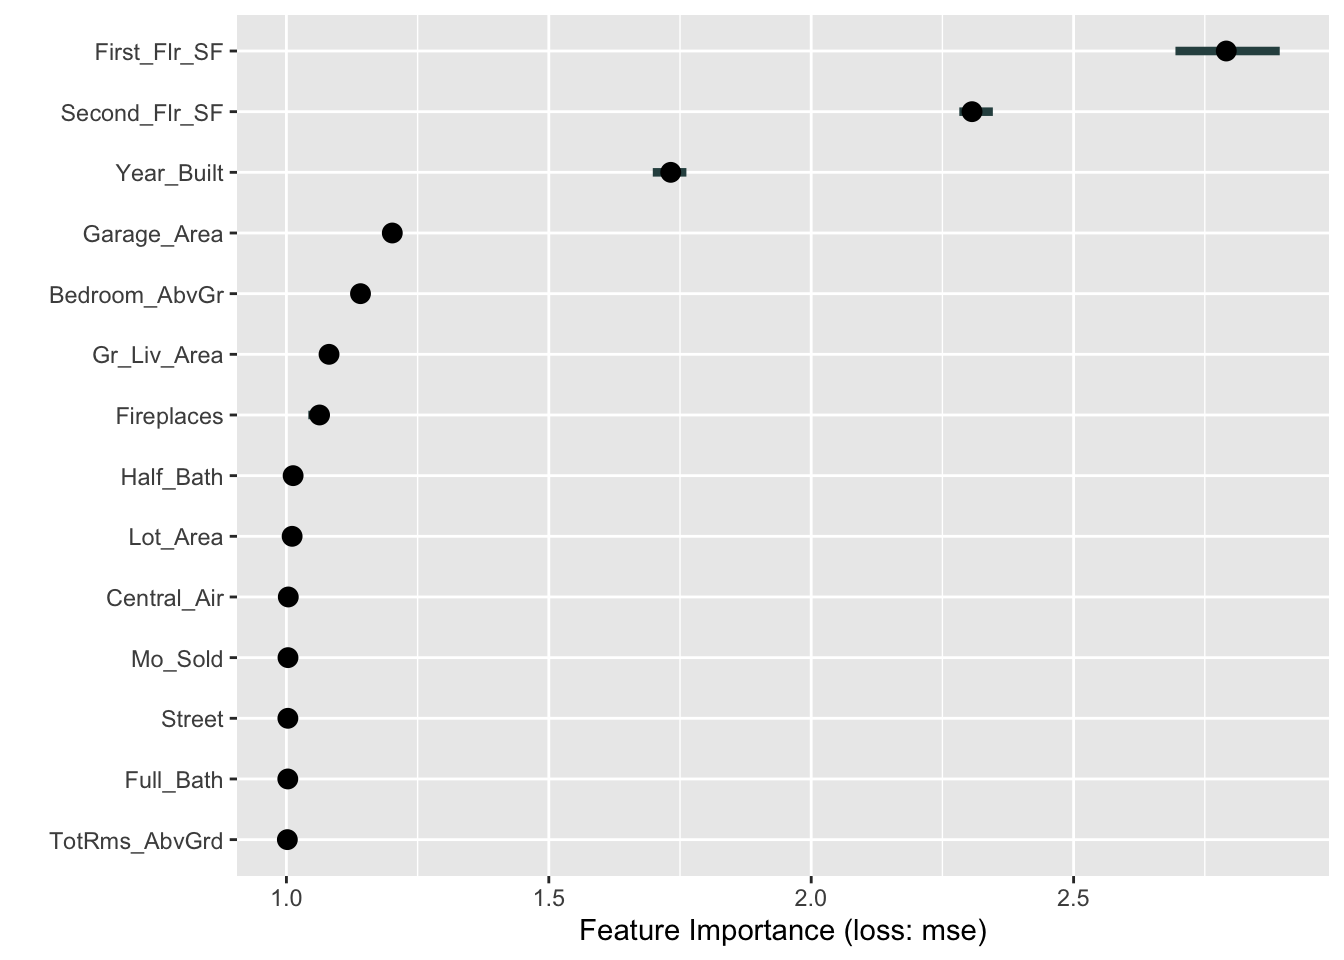 First_Flr_SF
Second_Flr_SF
Year_Built
Garage_Area
Bedroom_AbvGr
Gr_Liv_Area
Fireplaces
Half_Bath
Lot_Area
Central_Air
Mo_Sold
Street
Full_Bath
TotRms_AbvGrd
1.0 1.5 2.0 2.5
Feature Importance (loss: mse)